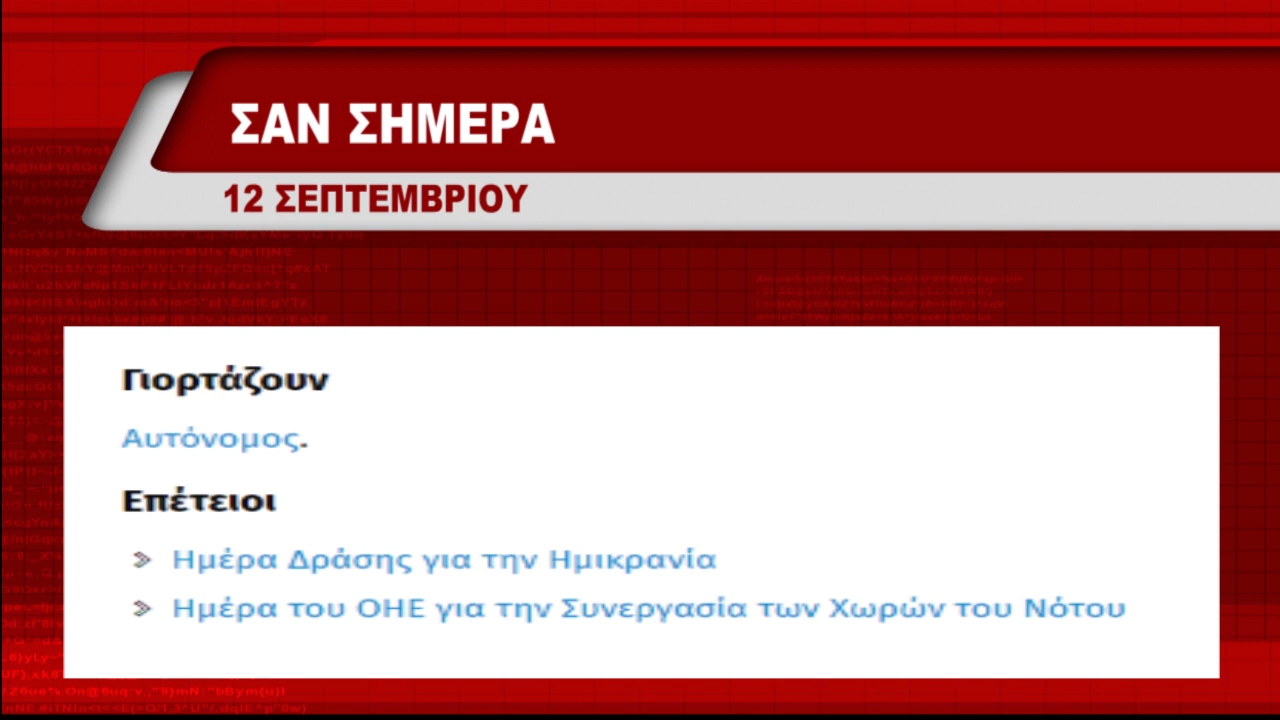 ΣΑΝ ΣΗΜΕΡΑ
12 ΣΕΠΤΕΜΒΡΙΟΥ
Γιορτάζουν
Αυτόνομος.
Επέτειοι
Ημέρα Δράσης για την Ημικρανία
Ημέρα του ΟΗΕ για την Συνεργασία των Χωρών του Νότου